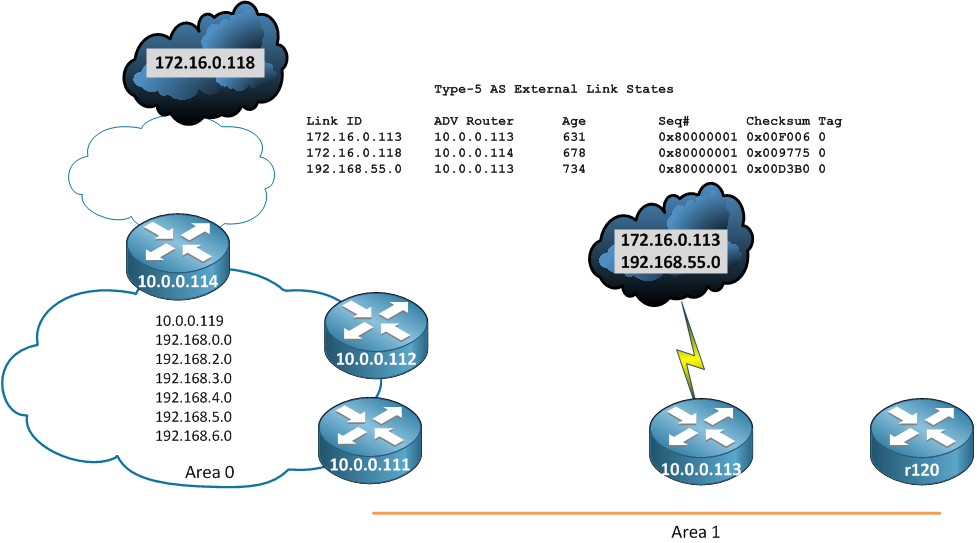 172.16.0.118
Type-5 AS External Link States
Link ID ADV Router Age Seq# Checksum Tag
172.16.0.113 10.0.0.113 631 0x80000001 0x00F006 0
172.16.0.118 10.0.0.114 678 0x80000001 0x009775 0
192.168.55.0 10.0.0.113 734 0x80000001 0x00D3B0 0
172.16.0.113
192.168.55.0
10.0.0.114
10.0.0.119
192.168.0.0
192.168.2.0
192.168.3.0
192.168.4.0
192.168.5.0
192.168.6.0
Area 0
10.0.0.112
10.0.0.111
10.0.0.113
r120
Area 1